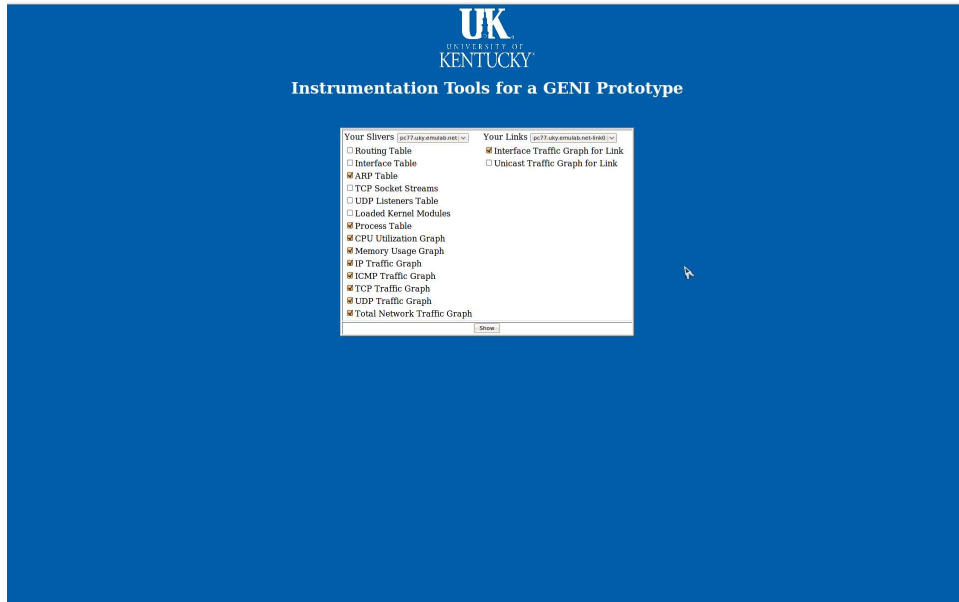 UK
UNIVERSITY OF
KENTUCKY
Instrumentation Tools for a GENI Prototype
Your Slivers pc77.uky.emulab.net Your Links pc77.uky.emulab.net-link0
Routing Table Interface Traffic Graph for Link
Interface Table Unicast Traffic Graph for Link
ARP Table
TCP Socket Streams
UDP Listeners Table
Loaded Kernel Modules
Process Table
CPU Utilization Graph
Memory Usage Graph
IP Traffic Graph
ICMP Traffic Graph
TCP Traffic Graph
UDP Traffic Graph
Total Network Traffic Graph
Show